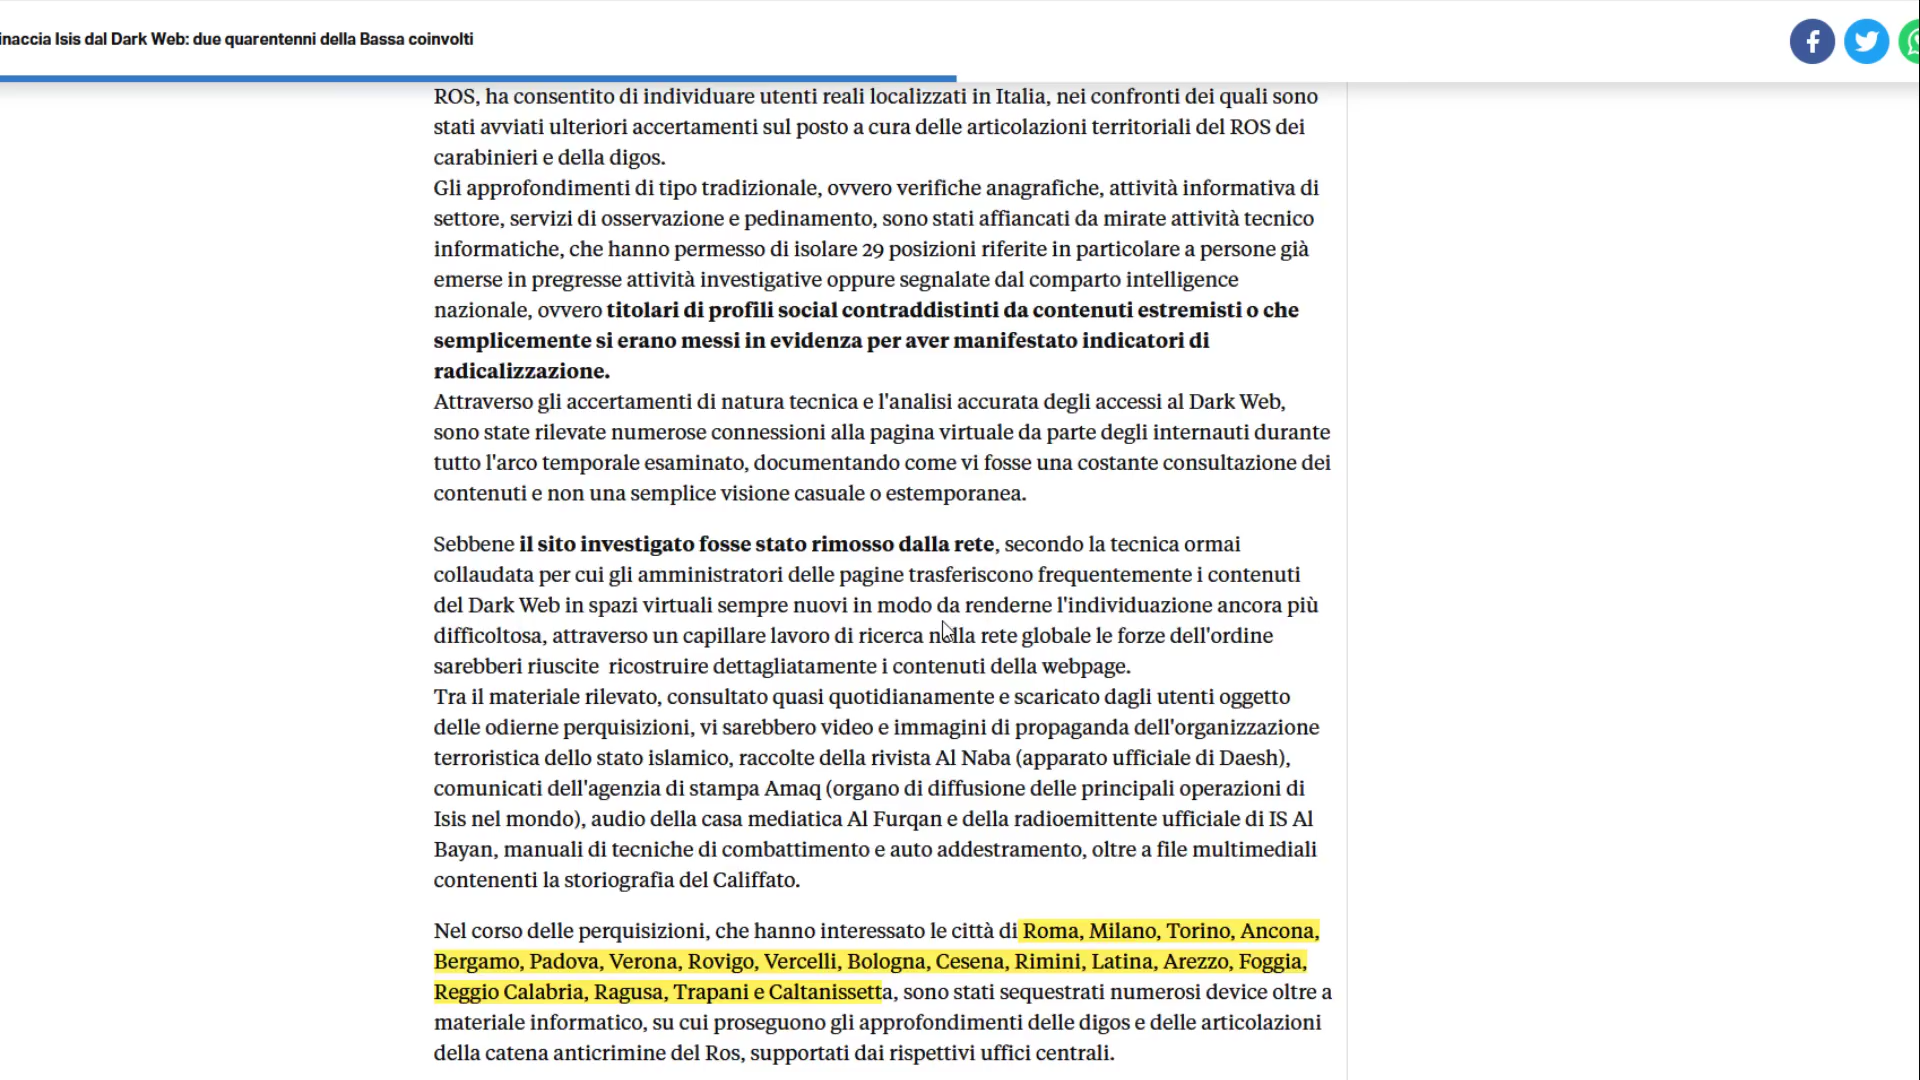 inaccia Isis dal Dark Web: due quarentenni della Bassa coinvolti
ROS, ha consentito di individuare utenti reali localizzati in Italia, nei confronti dei quali sono
stati avviati ulteriori accertamenti sul posto a cura delle articolazioni territoriali del ROS dei
carabinieri e della digos.
Gli approfondimenti di tipo tradizionale, ovvero verifiche anagrafiche, attività informativa di
settore, servizi di osservazione e pedinamento, sono stati affiancati da mirate attività tecnico
informatiche, che hanno permesso di isolare 29 posizioni riferite in particolare a persone già
emerse in pregresse attività investigative oppure segnalate dal comparto intelligence
nazionale, ovvero titolari di profili social contraddistinti da contenuti estremisti o che
semplicemente si erano messi in evidenza per aver manifestato indicatori di
radicalizzazione.
Attraverso gli accertamenti di natura tecnica e l'analisi accurata degli accessi al Dark Web,
sono state rilevate numerose connessioni alla pagina virtuale da parte degli internauti durante
tutto l'arco temporale esaminato, documentando come vi fosse una costante consultazione dei
contenuti e non una semplice visione casuale o estemporanea.
Sebbene il sito investigato fosse stato rimosso dalla rete, secondo la tecnica ormai
collaudata per cui gli amministratori delle pagine trasferiscono frequentemente i contenuti
del Dark Web in spazi virtuali sempre nuovi in modo da renderne l'individuazione ancora più
difficoltosa, attraverso un capillare lavoro di ricerca nella rete globale le forze dell'ordine
sarebberi riuscite  ricostruire dettagliatamente i contenuti della webpage.
Tra il materiale rilevato, consultato quasi quotidianamente e scaricato dagli utenti oggetto
delle odierne perquisizioni, vi sarebbero video e immagini di propaganda dell'organizzazione
terroristica dello stato islamico, raccolte della rivista Al Naba (apparato ufficiale di Daesh),
comunicati dell'agenzia di stampa Amaq (organo di diffusione delle principali operazioni di
Isis nel mondo), audio della casa mediatica Al Furqan e della radioemittente ufficiale di IS Al
Bayan, manuali di tecniche di combattimento e auto addestramento, oltre a file multimediali
contenenti la storiografia del Califfato.
Nel corso delle perquisizioni, che hanno interessato le città di Roma, Milano, Torino, Ancona,
Bergamo, Padova, Verona, Rovigo, Vercelli, Bologna, Cesena, Rimini, Latina, Arezzo, Foggia,
Reggio Calabria, Ragusa, Trapani e Caltanissetta, sono stati sequestrati numerosi device oltre a
materiale informatico, su cui proseguono gli approfondimenti delle digos e delle articolazioni
della catena anticrimine del Ros, supportati dai rispettivi uffici centrali.